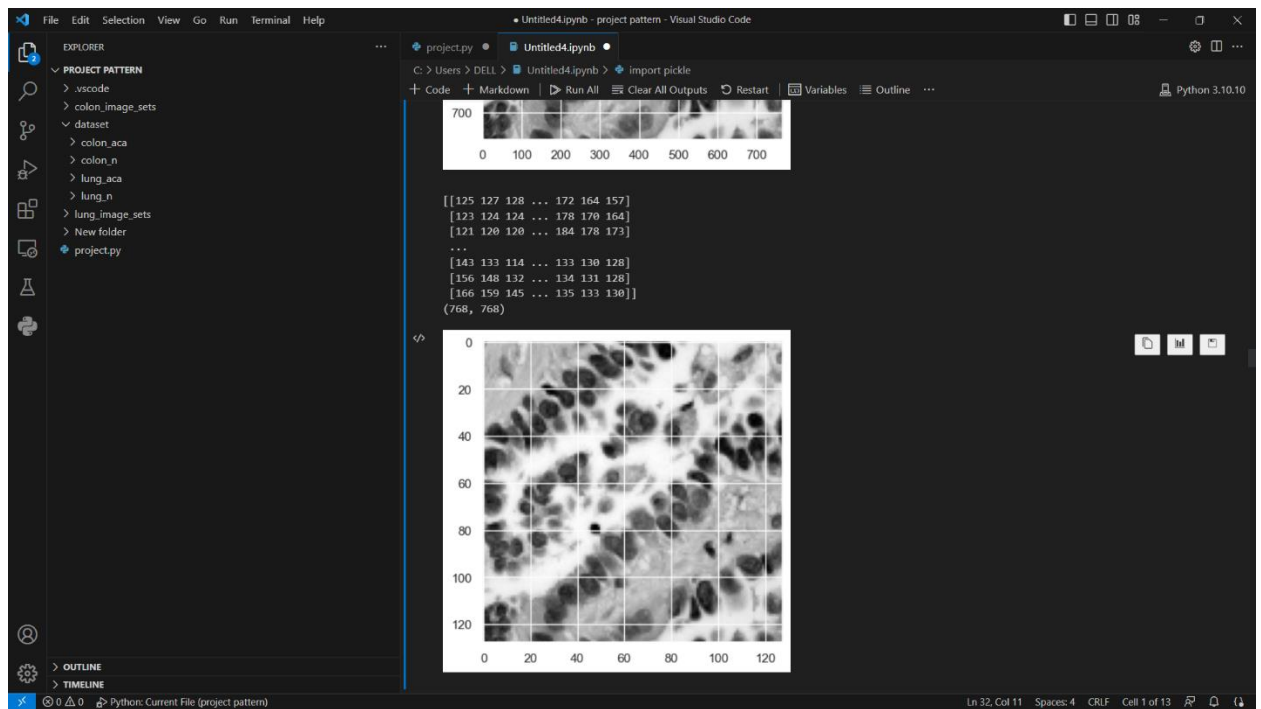 File Edit Selection View Go Run Terminal Help
● Untitled4.ipynb - project pattern - Visual Studio Code
EXPLORER
PROJECT PATTERN
.vscode
colon_image_sets
dataset
colon_aca
colon_n
lung_aca
lung_n
lung_image_sets
New folder
project.py
OUTLINE
TIMELINE
2
project.py Untitled4.ipynb
C: > Users > DELL > Untitled4.ipynb > import pickle
+ Code + Markdown Run All Clear All Outputs Restart Variables Outline ...
Python 3.10.10
700
0 100 200 300 400 500 600 700
[[125 127 128 ... 172 164 157]
[123 124 124 ... 178 170 164]
[121 120 120 ... 184 178 173]
...
[143 133 114 ... 133 130 128]
[156 148 132 ... 134 131 128]
[166 159 145 ... 135 133 130]]
(768, 768)
0
20
40
60
80
100
120
0 20 40 60 80 100 120
0 0 Python: Current File (project pattern)
Ln 32, Col 11 Spaces: 4 CRLF Cell 1 of 13